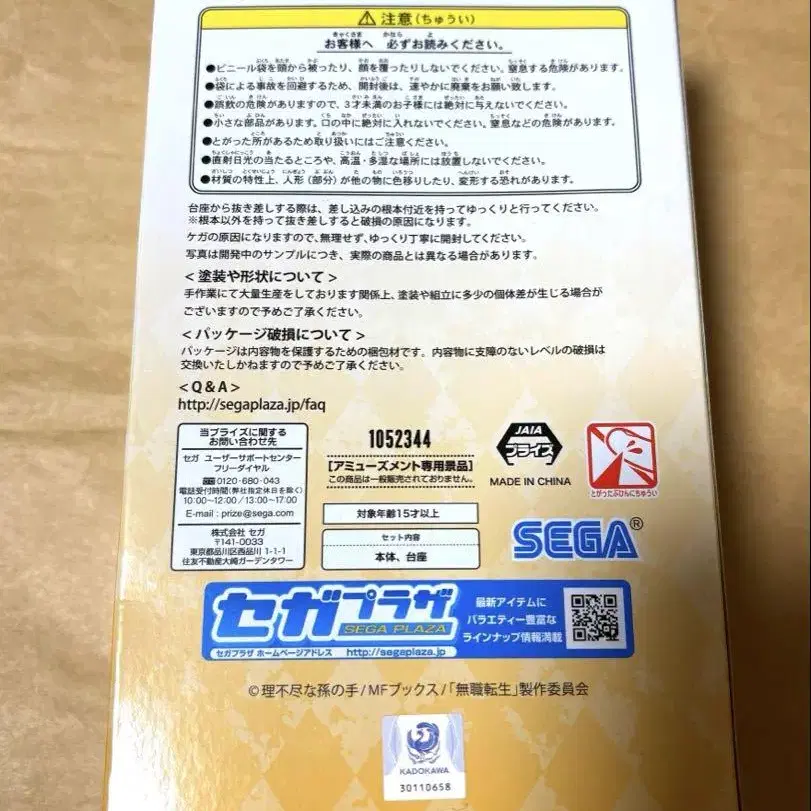 注意(ちゅうい)
お客様へ 必ずお読みください。
●ビニール袋を頭から被ったり、顔を覆ったりしないでください。窒息する危険があります。
●袋による事故を回避するため、開封後は、速やかに廃棄をお願い致します。
●誤飲の危険がありますので、3才未満のお子様には絶対に与えないでください。
●小さな部品があります。口の中に絶対に入れないでください。窒息などの危険があります。
●とがった所があるため取り扱いにはご注意ください。
●直射日光の当たるところや、高温・多湿な場所には放置しないでください。
●材質の特性上、人形(部分)が他の物に色移りしたり、変形する恐れがあります。
台座から抜き差しする際は、差し込みの根本付近を持ってゆっくりと行ってください。
※根本以外を持って抜き差しすると破損の原因になります。
ケガの原因になりますので、無理せず、ゆっくり丁寧に開封してください。
写真は開発中のサンプルにつき、実際の商品とは異なる場合があります。
<塗装や形状について>
手作業にて大量生産をしております関係上、塗装や組立に多少の個体差が生じる場合が
ございますので予めご了承ください。
<パッケージ破損について>
パッケージは内容物を保護するための梱包材です。内容物に支障のないレベルの破損は
交換いたしかねますので予めご了承ください。
<Q&A>
http://segaplaza.jp/faq
当プライズに関する
お問い合わせ先
セガ ユーザーサポートセンター
フリーダイヤル
0120-680-043
電話受付時間(弊社指定休日を除く)
10:00~12:00/13:00~17:00
E-mail : prize@sega.com
株式会社 セガ
〒141-0033
東京都品川区西品川 1-1-1
住友不動産大崎ガーデンタワー
1052344
[アミューズメント専用景品]
この商品は一般販売されておりません。
対象年齢15才以上
セット内容
本体、台座
JAIA
プライズ
MADE IN CHINA
とがったぶひんにちゅうい
SEGA®
セガプラザ
SEGA PLAZA
セガプラザ ホームページアドレス http://segaplaza.jp/
最新アイテムに
バラエティー豊富な
ラインナップ情報満載
©理不尽な孫の手/MFブックス/「無職転生」製作委員会
KADOKAWA
30110658